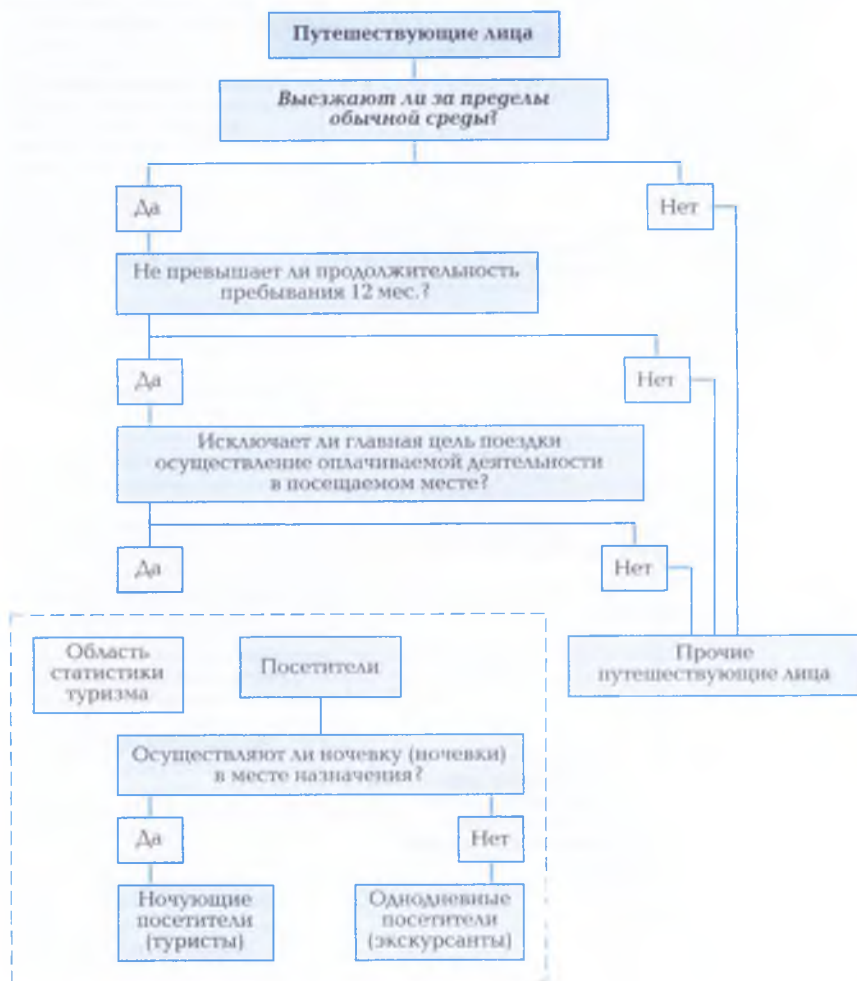 Путешествующие лица
Выезжают ли за пределы
обычной среды?
Да
Нет
Не превышает ли продолжительность
пребывания 12 мес.?
Да
Нет
Исключает ли главная цель поездки
осуществление оплачиваемой деятельности
в посещаемом месте?
Да
Нет
Область
статистики
туризма
Посетители
Прочие
путешествующие лица
Осуществляют ли ночевку (ночевки)
в месте назначения?
Да
Нет
Ночующие
посетители
(туристы)
Однодневные
посетители
(экскурсанты)